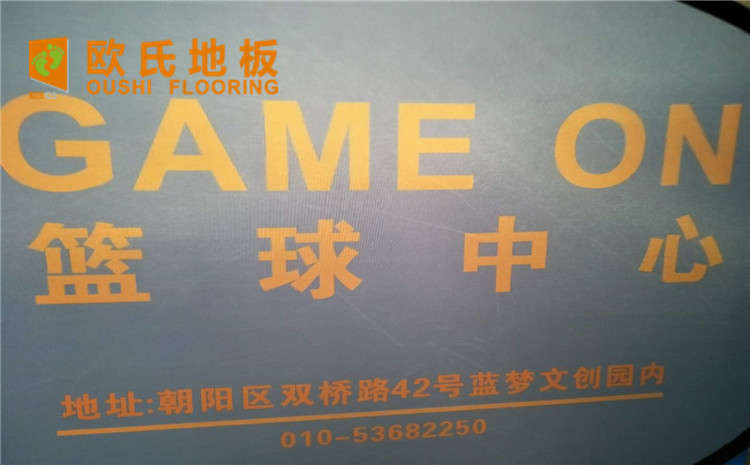 欧氏地板
OUSHI FLOORING
GAME ON
篮球中心
地址:朝阳区双桥路42号蓝梦文创园内
010-53682250